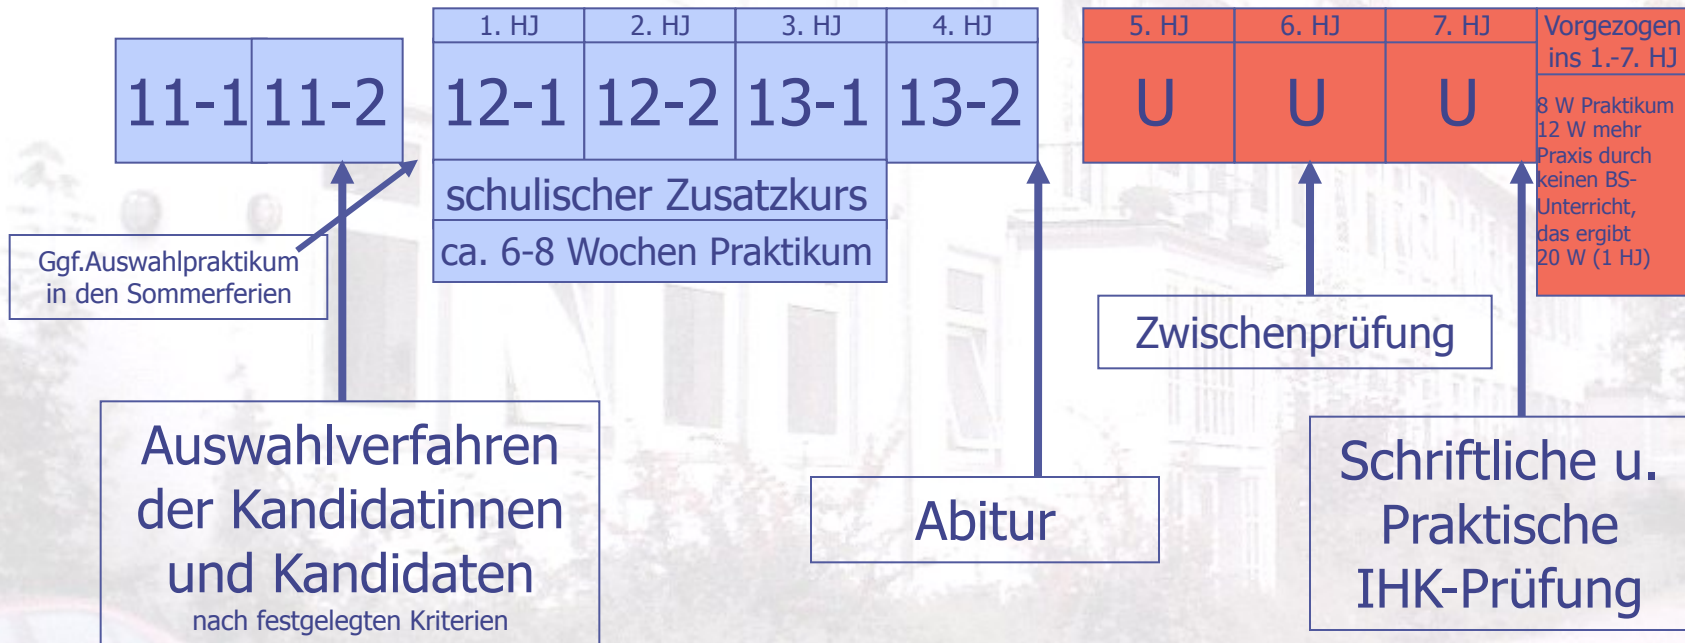 1. HJ
2. HJ
3. HJ
4. HJ
5. HJ
6. HJ
7. HJ
Vorgezogen
ins 1.-7. HJ
11-1
11-2
12-1
12-2
13-1
13-2
U
U
U
8 W Praktikum
12 W mehr
Praxis durch
keinen BS-
Unterricht,
das ergibt
20 W (1 HJ)
schulischer Zusatzkurs
ca. 6-8 Wochen Praktikum
Ggf.Auswahlpraktikum
in den Sommerferien
Zwischenprüfung
Auswahlverfahren
der Kandidatinnen
und Kandidaten
nach festgelegten Kriterien
Abitur
Schriftliche u.
Praktische
IHK-Prüfung